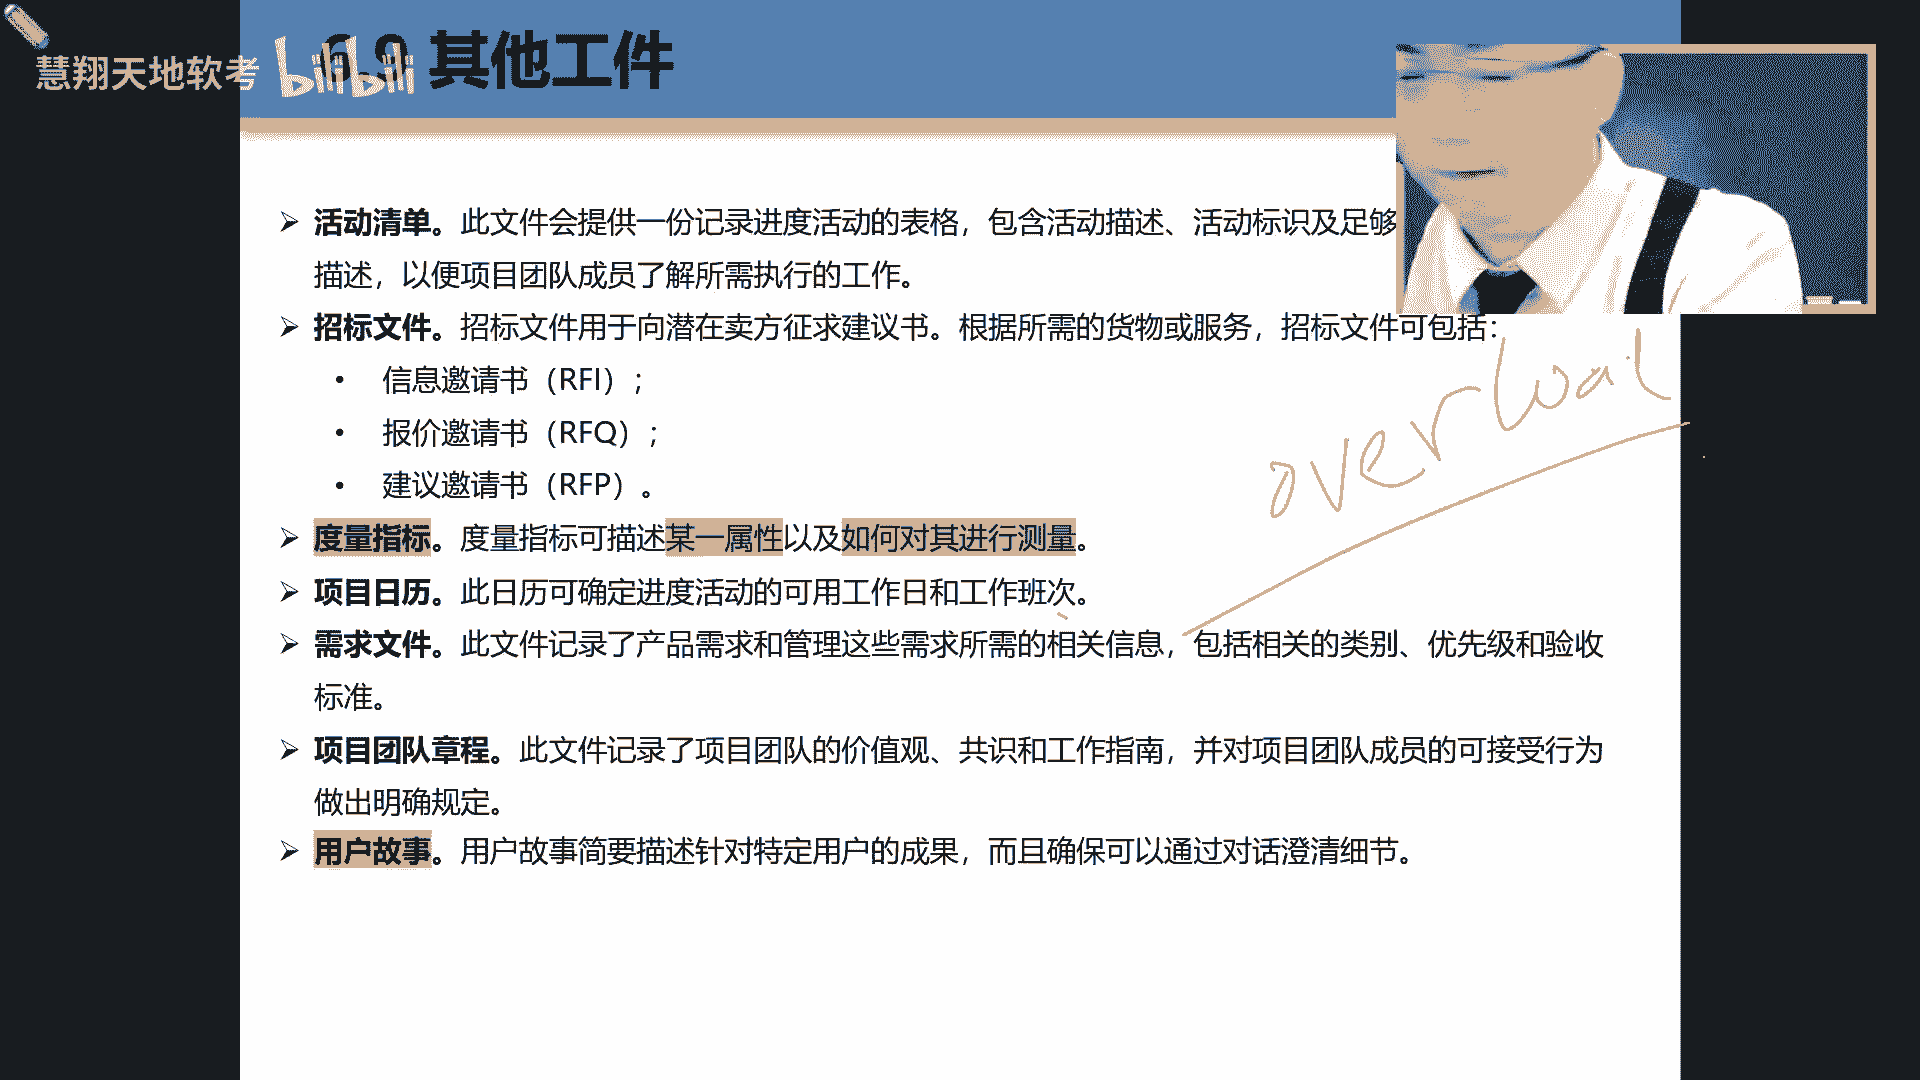 慧翔天地软考
bilibili
6.9 其他工件
活动清单。此文件会提供一份记录进度活动的表格，包含活动描述、活动标识及足够
描述，以便项目团队成员了解所需执行的工作。
招标文件。招标文件用于向潜在卖方征求建议书。根据所需的货物或服务，招标文件可包括：
• 信息邀请书（RFI）；
• 报价邀请书（RFQ）；
• 建议邀请书（RFP）。
度量指标。度量指标可描述某一属性以及如何对其进行测量。
项目日历。此日历可确定进度活动的可用工作日和工作班次。
需求文件。此文件记录了产品需求和管理这些需求所需的相关信息，包括相关的类别、优先级和验收
标准。
项目团队章程。此文件记录了项目团队的价值观、共识和工作指南，并对项目团队成员的可接受行为
做出明确规定。
用户故事。用户故事简要描述针对特定用户的成果，而且确保可以通过对话澄清细节。